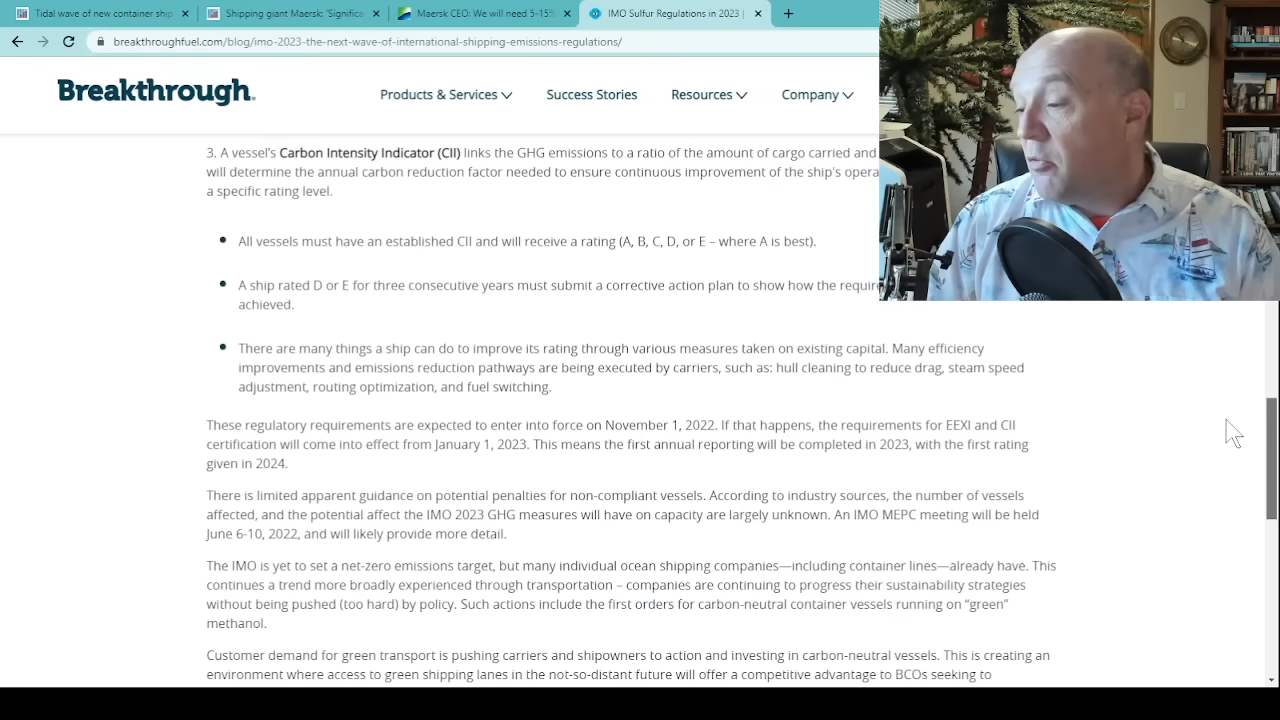 Tidal wave of new container ship
Shipping giant Maersk: 'Significa
Maersk CEO: We will need 5-15%
IMO Sulfur Regulations in 2023 |
breakthroughfuel.com/blog/imo-2023-the-next-wave-of-international-shipping-emissions-regulations/
Breakthrough
Products & Services
Success Stories
Resources
Company
3. A vessel's Carbon Intensity Indicator (CII) links the GHG emissions to a ratio of the amount of cargo carried and
will determine the annual carbon reduction factor needed to ensure continuous improvement of the ship's opera
a specific rating level.
All vessels must have an established CII and will receive a rating (A, B, C, D, or E – where A is best).
A ship rated D or E for three consecutive years must submit a corrective action plan to show how the require
achieved.
There are many things a ship can do to improve its rating through various measures taken on existing capital. Many efficiency
improvements and emissions reduction pathways are being executed by carriers, such as: hull cleaning to reduce drag, steam speed
adjustment, routing optimization, and fuel switching.
These regulatory requirements are expected to enter into force on November 1, 2022. If that happens, the requirements for EEXI and CII
certification will come into effect from January 1, 2023. This means the first annual reporting will be completed in 2023, with the first rating
given in 2024.
There is limited apparent guidance on potential penalties for non-compliant vessels. According to industry sources, the number of vessels
affected, and the potential affect the IMO 2023 GHG measures will have on capacity are largely unknown. An IMO MEPC meeting will be held
June 6-10, 2022, and will likely provide more detail.
The IMO is yet to set a net-zero emissions target, but many individual ocean shipping companies—including container lines—already have. This
continues a trend more broadly experienced through transportation – companies are continuing to progress their sustainability strategies
without being pushed (too hard) by policy. Such actions include the first orders for carbon-neutral container vessels running on "green"
methanol.
Customer demand for green transport is pushing carriers and shipowners to action and investing in carbon-neutral vessels. This is creating an
environment where access to green shipping lanes in the not-so-distant future will offer a competitive advantage to BCOs seeking to